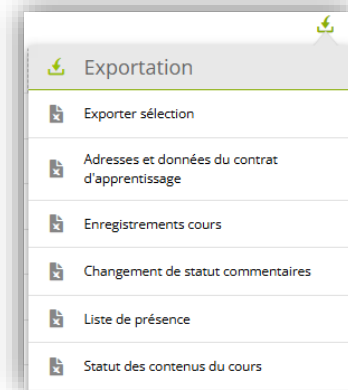 Exportation
Exporter sélection
Adresses et données du contrat
d'apprentissage
Enregistrements cours
Changement de statut commentaires
Liste de présence
Statut des contenus du cours